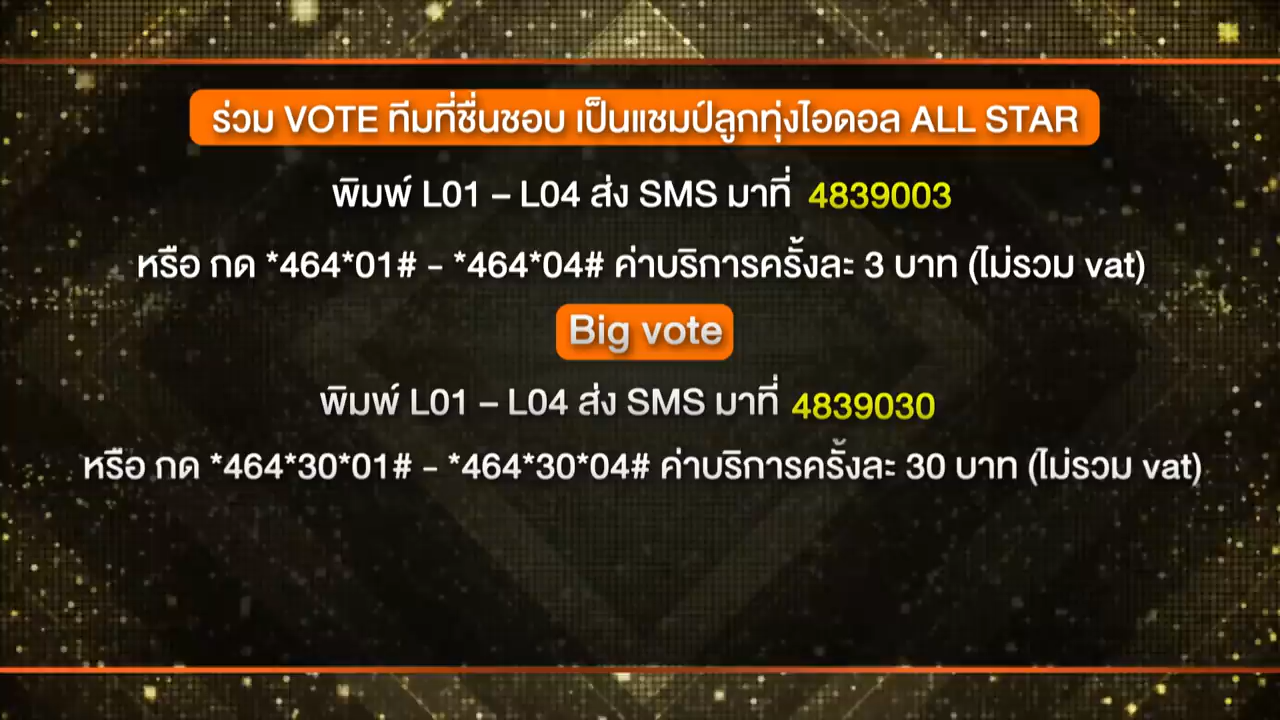 ร่วม VOTE ทีมที่ชื่นชอบ เป็นแชมป์ลูกทุ่งไอดอล ALL STAR
พิมพ์ L01 – L04 ส่ง SMS มาที่ 4839003
หรือ กด *464*01# - *464*04# ค่าบริการครั้งละ 3 บาท (ไม่รวม vat)
Big vote
พิมพ์ L01 – L04 ส่ง SMS มาที่ 4839030
หรือ กด *464*30*01# - *464*30*04# ค่าบริการครั้งละ 30 บาท (ไม่รวม vat)